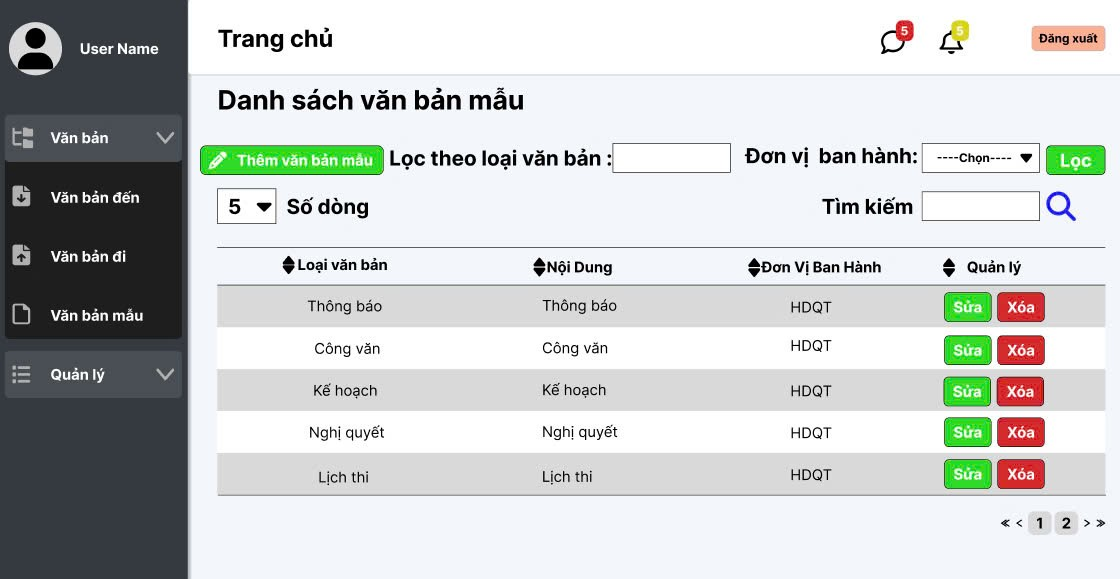 User Name
Trang chủ
5
5
Đăng xuất
Văn bản
Văn bản đến
Văn bản đi
Văn bản mẫu
Quản lý
Danh sách văn bản mẫu
Thêm văn bản mẫu Lọc theo loại văn bản : Đơn vị ban hành: ----Chọn---- Lọc
5 Số dòng Tìm kiếm
Loại văn bản Nội Dung Đơn Vị Ban Hành Quản lý
Thông báo Thông báo HDQT Sửa Xóa
Công văn Công văn HDQT Sửa Xóa
Kế hoạch Kế hoạch HDQT Sửa Xóa
Nghị quyết Nghị quyết HDQT Sửa Xóa
Lịch thi Lịch thi HDQT Sửa Xóa
« < 1 2 > »